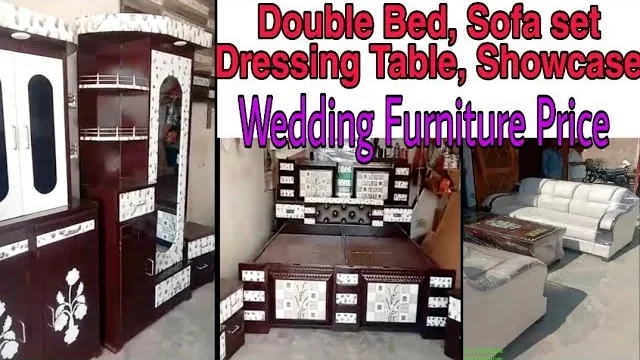 Double Bed, Sofa set
Dressing Table, Showcase
Wedding Furniture Price